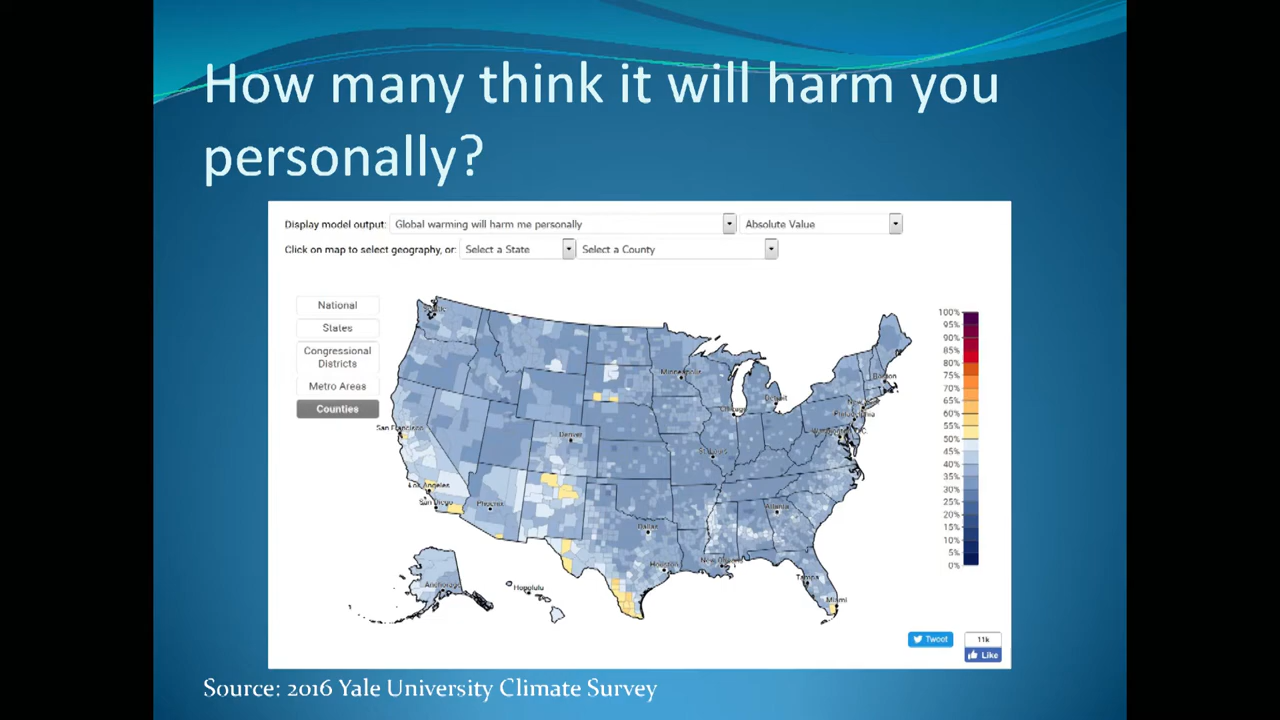 How many think it will harm you
personally?
Display model output: Global warming will harm me personally Absolute Value
Click on map to select geography, or: Select a State Select a County
National
States
Congressional
Districts
Metro Areas
Counties
Seattle
Minneapolis
Boston
Detroit
Chicago
New
Philadelphia
Washington
San Francisco
Denver
St. Louis
Los Angeles
San Diego
Phoenix
Atlanta
Dallas
Houston
New Orleans
Tampa
Miami
Anchorage
Honolulu
100%
95%
90%
85%
80%
75%
70%
65%
60%
55%
50%
45%
40%
35%
30%
25%
20%
15%
10%
5%
0%
Tweet
11k
Like
Source: 2016 Yale University Climate Survey